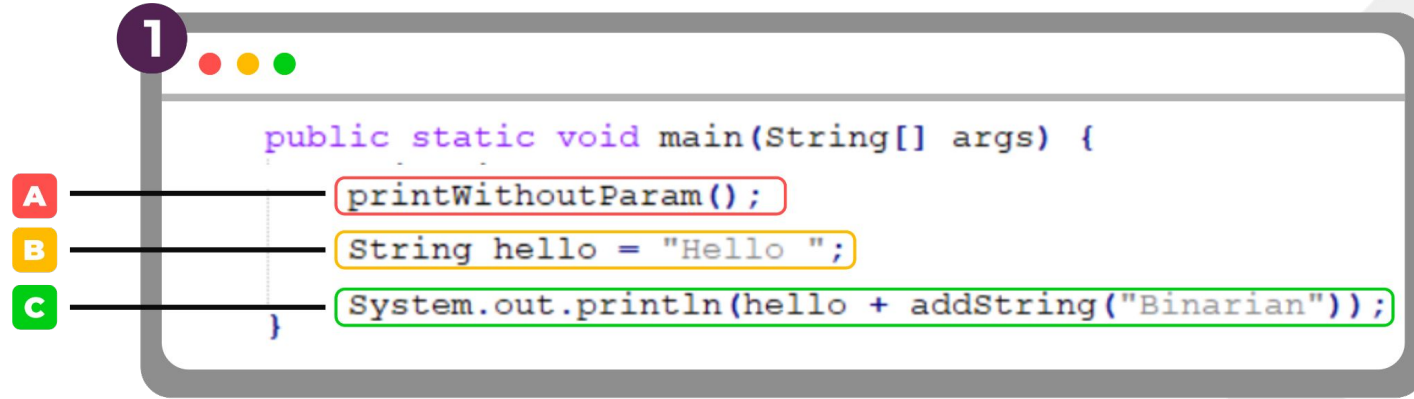 1
public static void main(String[] args) {
A printWithoutParam();
B String hello = "Hello ";
C System.out.println(hello + addString("Binarian"));
}